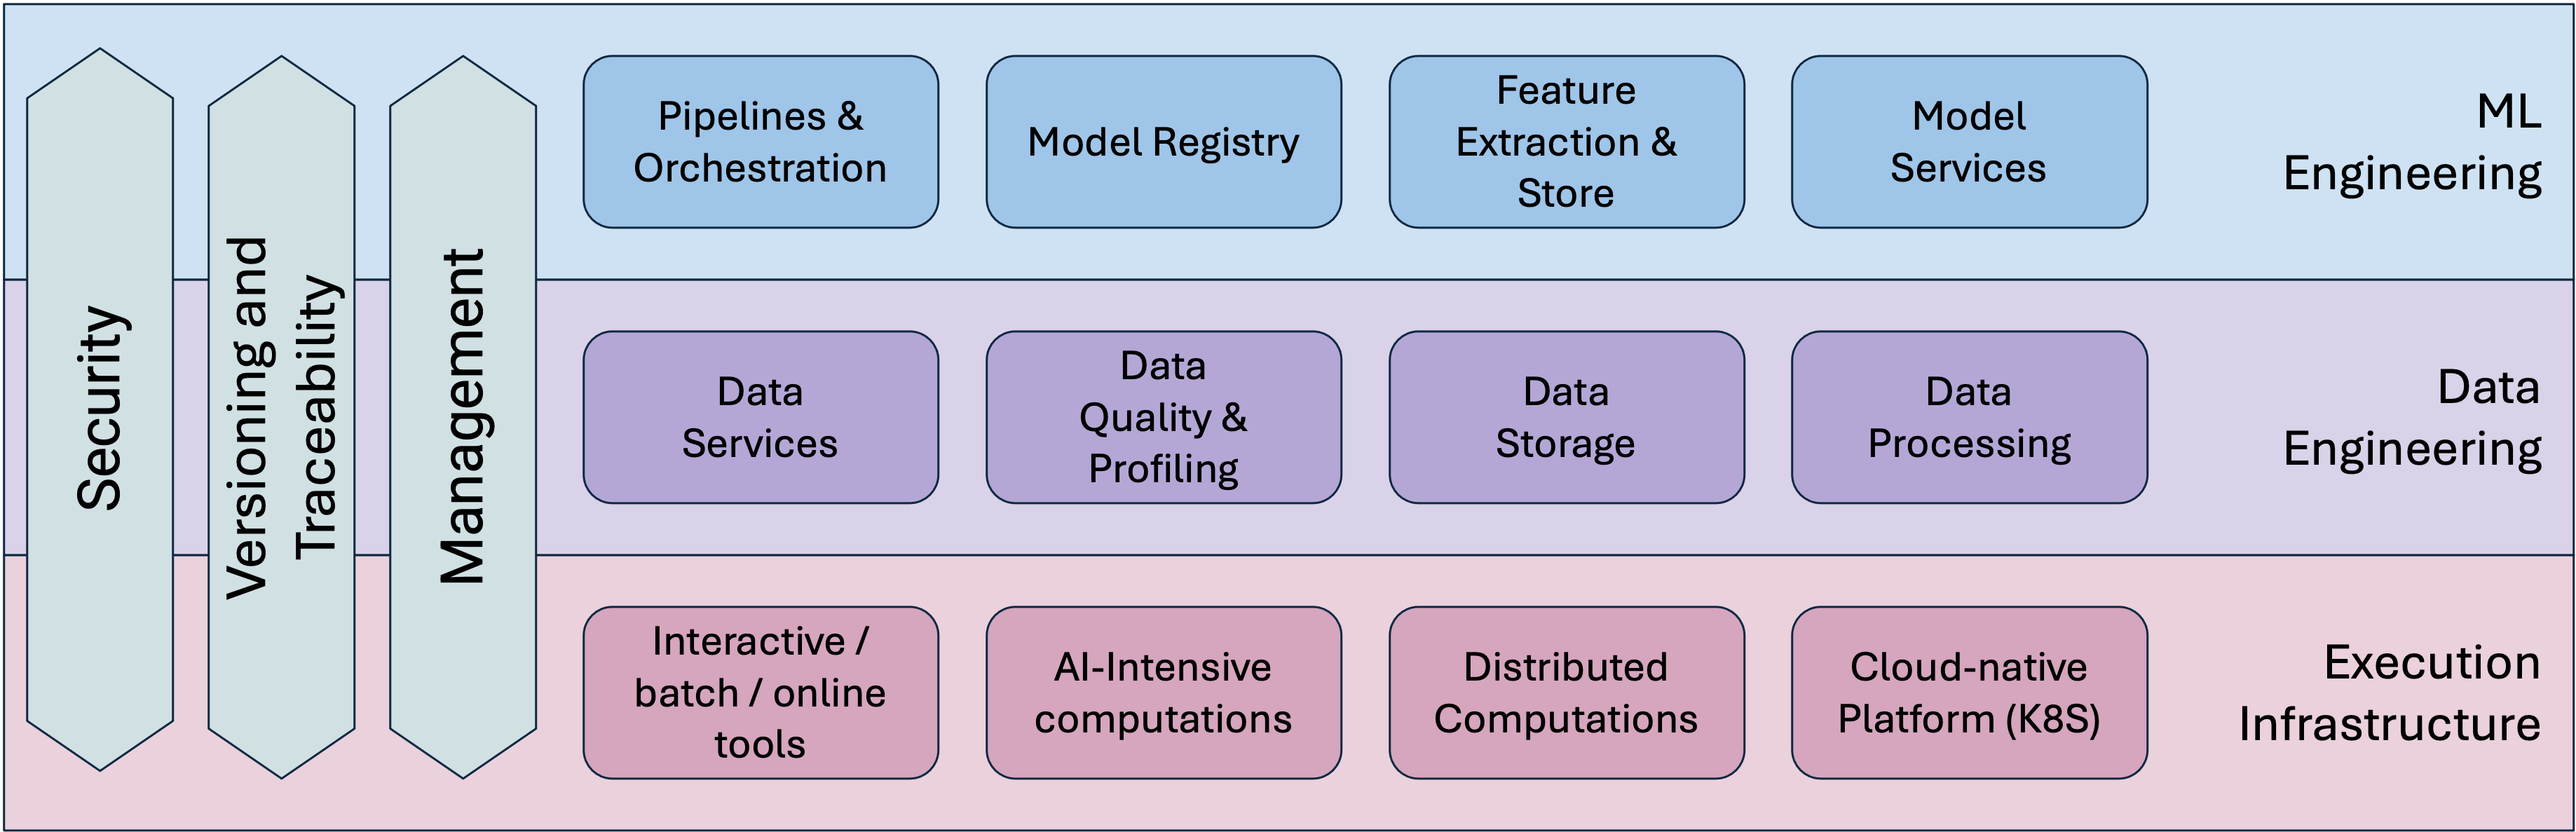 Security
Versioning and
Traceability
Management
Pipelines &
Orchestration
Model Registry
Feature
Extraction &
Store
Model
Services
ML
Engineering
Data
Services
Data
Quality &
Profiling
Data
Storage
Data
Processing
Data
Engineering
Interactive /
batch / online
tools
AI-Intensive
computations
Distributed
Computations
Cloud-native
Platform (K8S)
Execution
Infrastructure